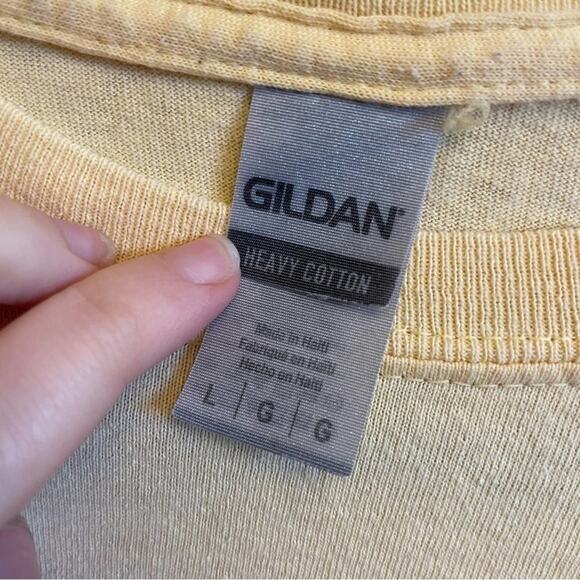 GILDAN®
HEAVY COTTON
Made in Haiti
Fabriqué en Haïti
Hecho en Haití
L | G | G